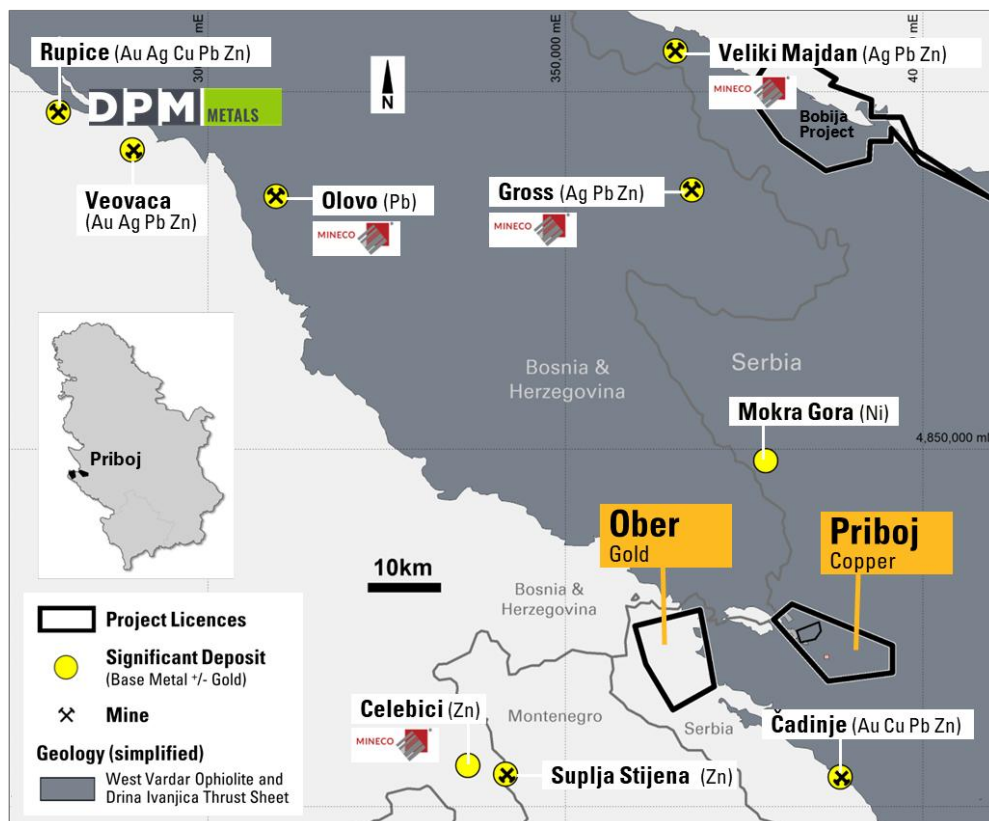 300,000 mE
350,000 mE
Rupice (Au Ag Cu Pb Zn)
DPM METALS
N
Veliki Majdan (Ag Pb Zn)
MINECO
Bobija
Project
Veovaca
(Au Ag Pb Zn)
Olovo (Pb)
MINECO
Gross (Ag Pb Zn)
MINECO
Bosnia &
Herzegovina
Serbia
Mokra Gora (Ni)
Priboj
Ober
Gold
Priboj
Copper
10km
Bosnia &
Herzegovina
Project Licences
Significant Deposit
(Base Metal +/- Gold)
Mine
Geology (simplified)
West Vardar Ophiolite and
Drina Ivanjica Thrust Sheet
Celebici (Zn)
MINECO
Montenegro
Serbia
Suplja Stijena (Zn)
Čadinje (Au Cu Pb Zn)